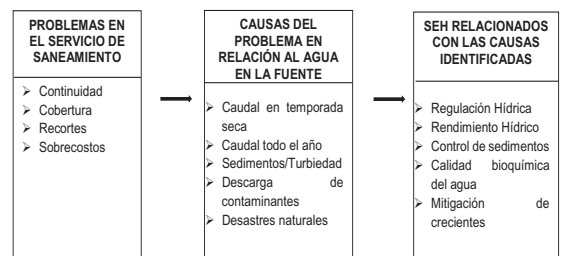 PROBLEMAS EN
EL SERVICIO DE
SANEAMIENTO
➢ Continuidad
➢ Cobertura
➢ Recortes
➢ Sobrecostos
CAUSAS DEL
PROBLEMA EN
RELACIÓN AL AGUA
EN LA FUENTE
➢ Caudal en temporada
seca
➢ Caudal todo el año
➢ Sedimentos/Turbiedad
➢ Descarga de
contaminantes
➢ Desastres naturales
SEH RELACIONADOS
CON LAS CAUSAS
IDENTIFICADAS
➢ Regulación Hídrica
➢ Rendimiento Hídrico
➢ Control de sedimentos
➢ Calidad bioquímica
del agua
➢ Mitigación de
crecientes